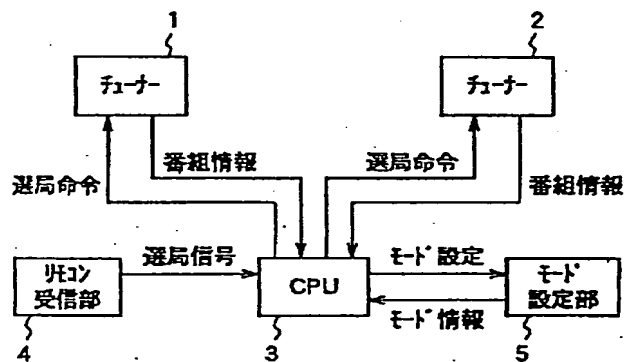 1
2
チューナー
チューナー
番組情報
選局命令
選局命令
番組情報
選局信号
モード設定
リモコン
受信部
CPU
モード
設定部
モード情報
4
3
5